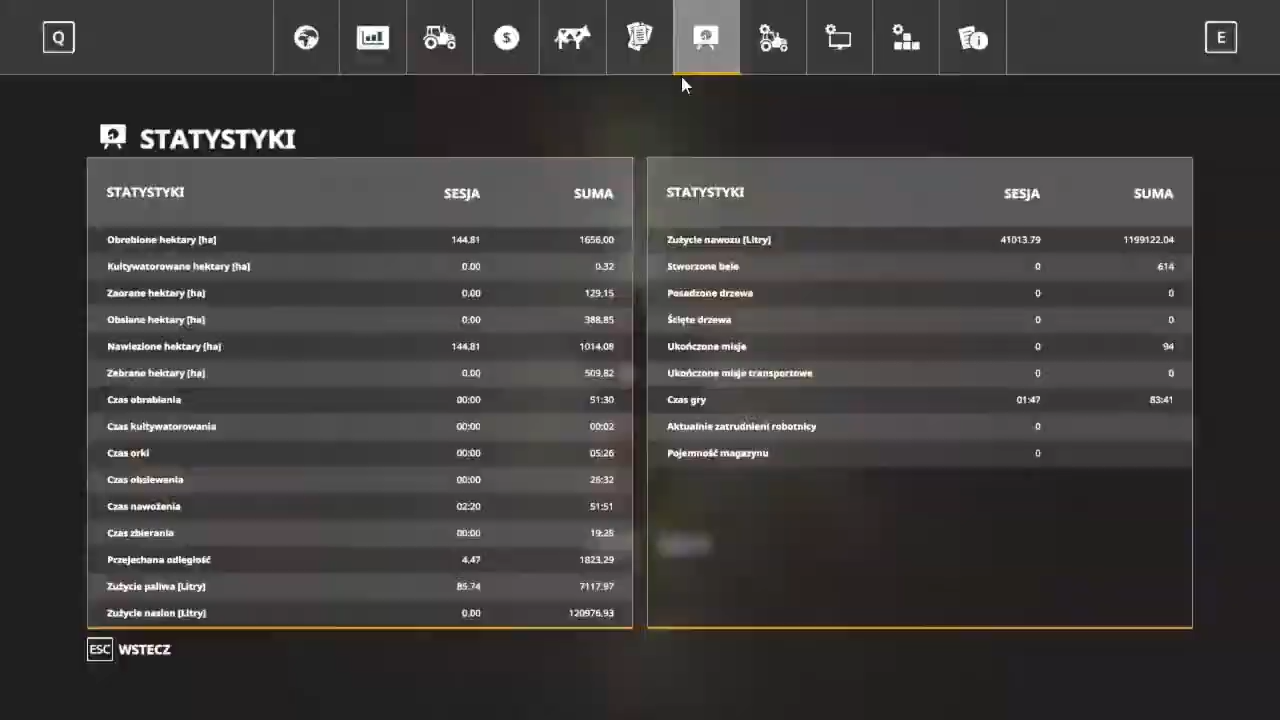 Q
E
STATYSTYKI
STATYSTYKI SESJA SUMA
Obrobione hektary [ha] 144.81 1656.00
Kultywatorowane hektary [ha] 0.00 0.32
Zaorane hektary [ha] 0.00 129.15
Obsiane hektary [ha] 0.00 388.85
Nawiezione hektary [ha] 144.81 1014.08
Zebrane hektary [ha] 0.00 509.82
Czas obrabiania 00:00 51:30
Czas kultywatorowania 00:00 00:02
Czas orki 00:00 05:26
Czas obsiewania 00:00 26:32
Czas nawożenia 02:20 51:51
Czas zbierania 00:00 19:28
Przejechana odległość 4.47 1823.29
Zużycie paliwa [Litry] 85.74 7117.97
Zużycie nasion [Litry] 0.00 120976.93
STATYSTYKI SESJA SUMA
Zużycie nawozu [Litry] 41013.79 1199122.04
Stworzone bele 0 614
Posadzone drzewa 0 0
Ścięte drzewa 0 0
Ukończone misje 0 94
Ukończone misje transportowe 0 0
Czas gry 01:47 83:41
Aktualnie zatrudnieni robotnicy 0
Pojemność magazynu 0
ESC WSTECZ